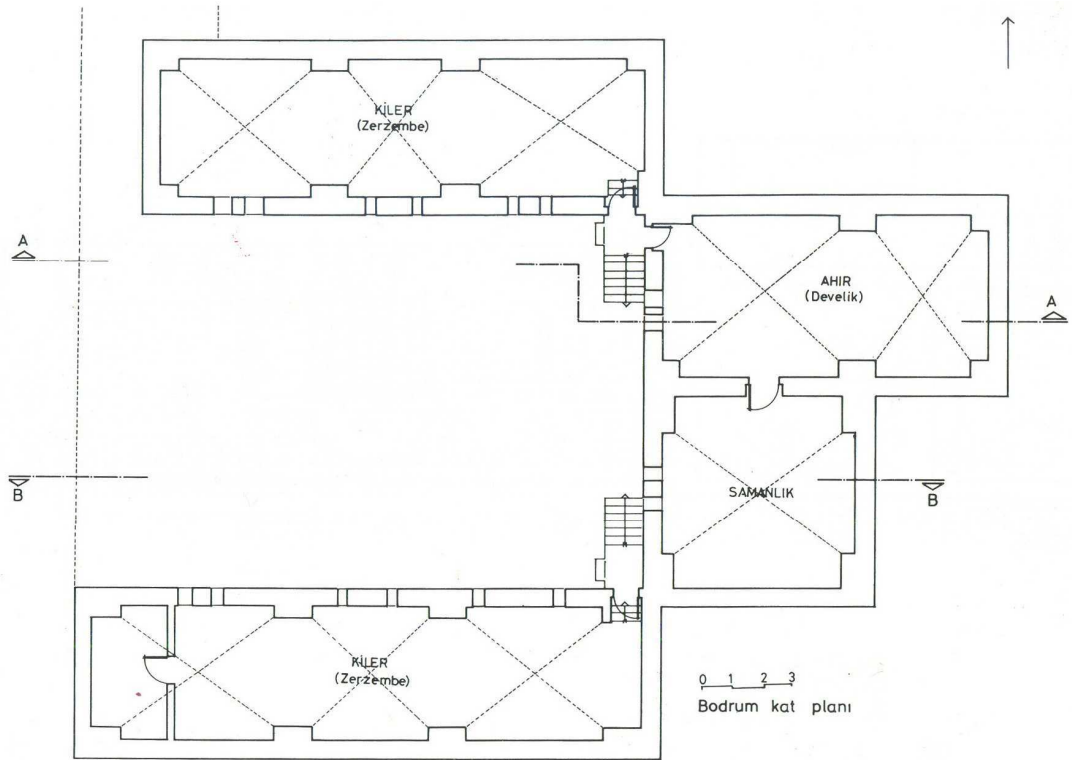 KİLER
(Zerzembe)
A
AHIR
(Develik)
A
B
SAMANLIK
B
KİLER
(Zerzembe)
0 1 2 3
Bodrum kat planı